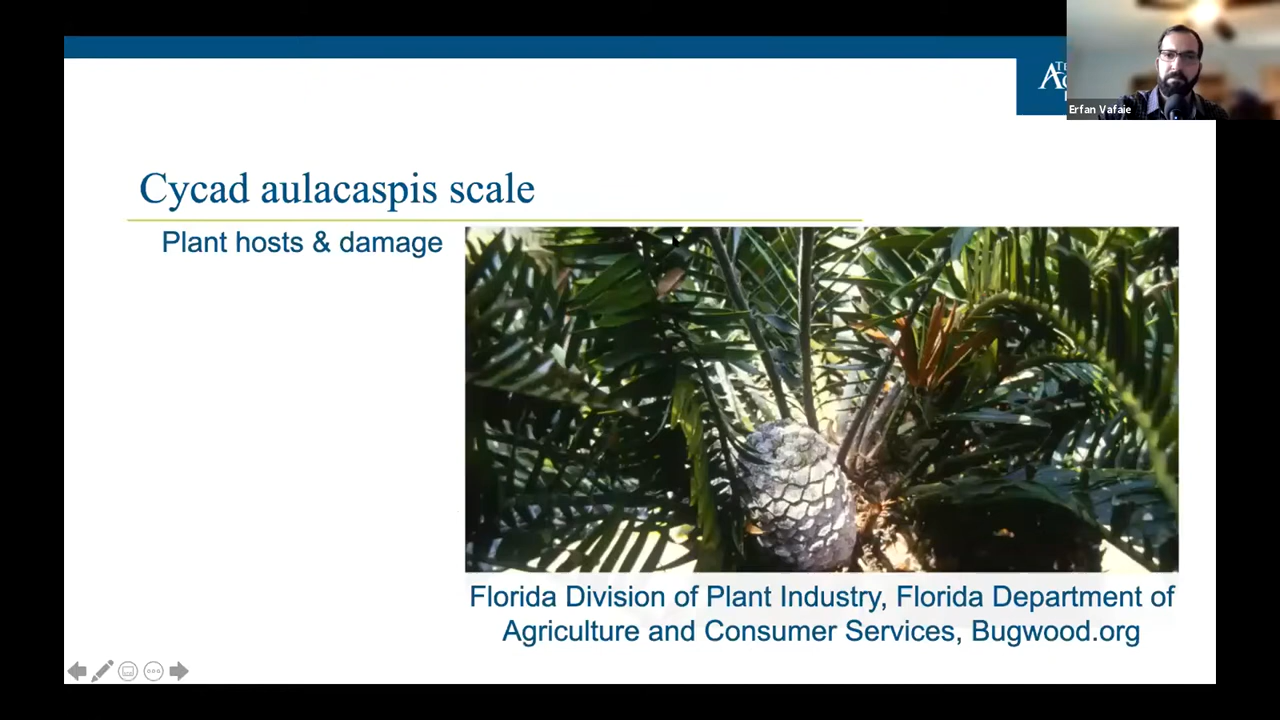 Erfan Vafaie
Cycad aulacaspis scale
Plant hosts & damage
Florida Division of Plant Industry, Florida Department of
Agriculture and Consumer Services, Bugwood.org